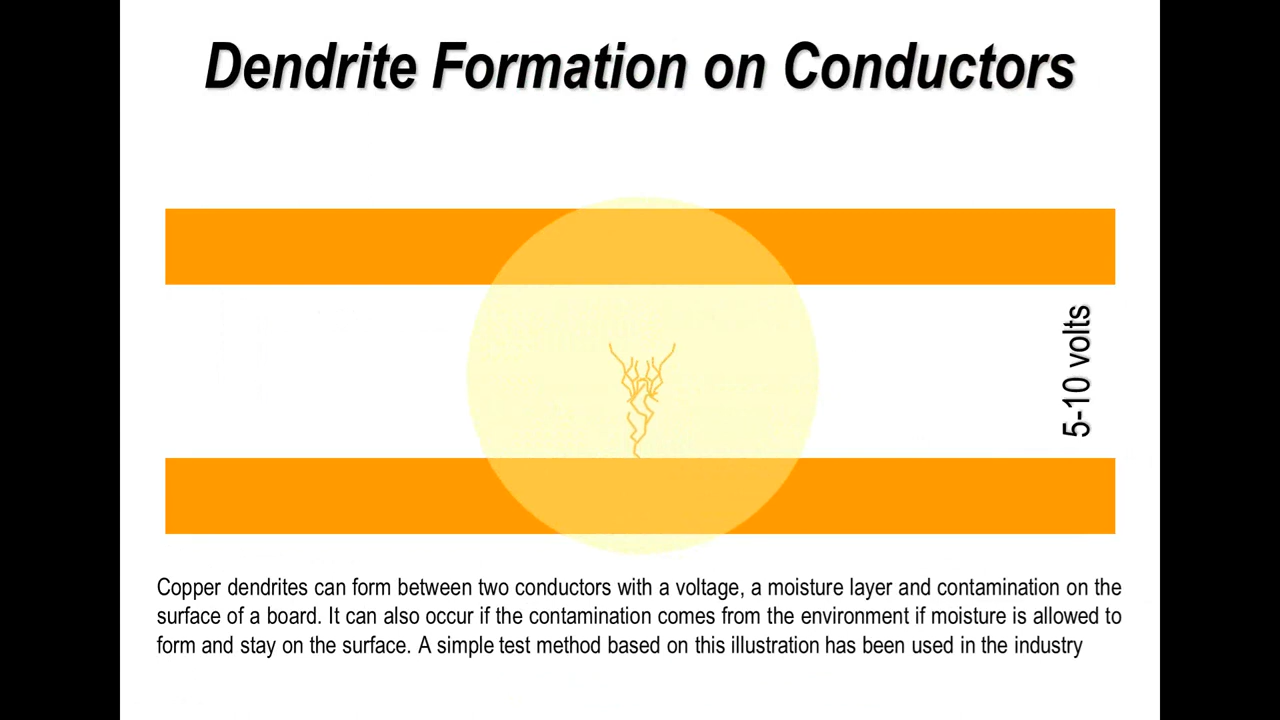 Dendrite Formation on Conductors
5-10 volts
Copper dendrites can form between two conductors with a voltage, a moisture layer and contamination on the
surface of a board. It can also occur if the contamination comes from the environment if moisture is allowed to
form and stay on the surface. A simple test method based on this illustration has been used in the industry